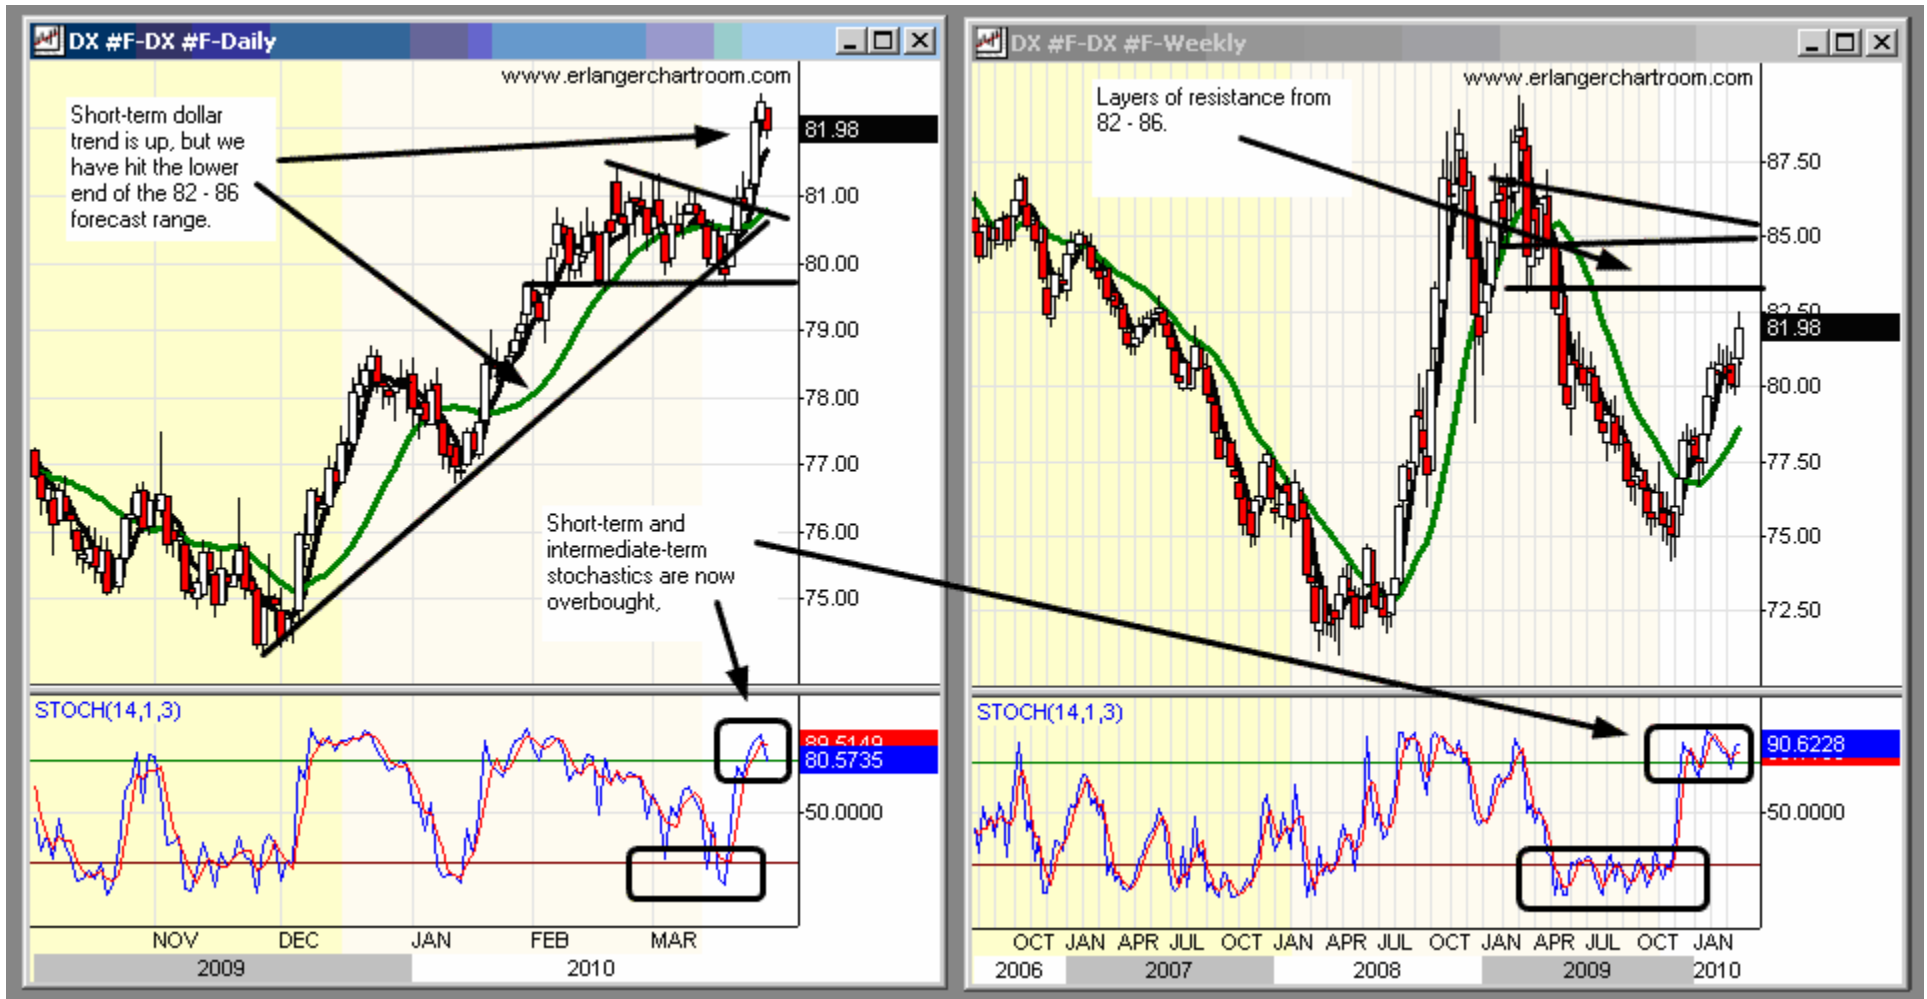 DX #F-DX #F-Daily
www.erlangerchartroom.com
Short-term dollar
trend is up, but we
have hit the lower
end of the 82 - 86
forecast range.
81.98
81.00
80.00
79.00
78.00
77.00
76.00
75.00
Short-term and
intermediate-term
stochastics are now
overbought,
STOCH(14,1,3)
89.5149
80.5735
50.0000
NOV DEC JAN FEB MAR
2009 2010
DX #F-DX #F-Weekly
www.erlangerchartroom.com
Layers of resistance from
82 - 86.
87.50
85.00
82.50
81.98
80.00
77.50
75.00
72.50
STOCH(14,1,3)
90.6228
50.0000
OCT JAN APR JUL OCT JAN APR JUL OCT JAN APR JUL OCT JAN
2006 2007 2008 2009 2010